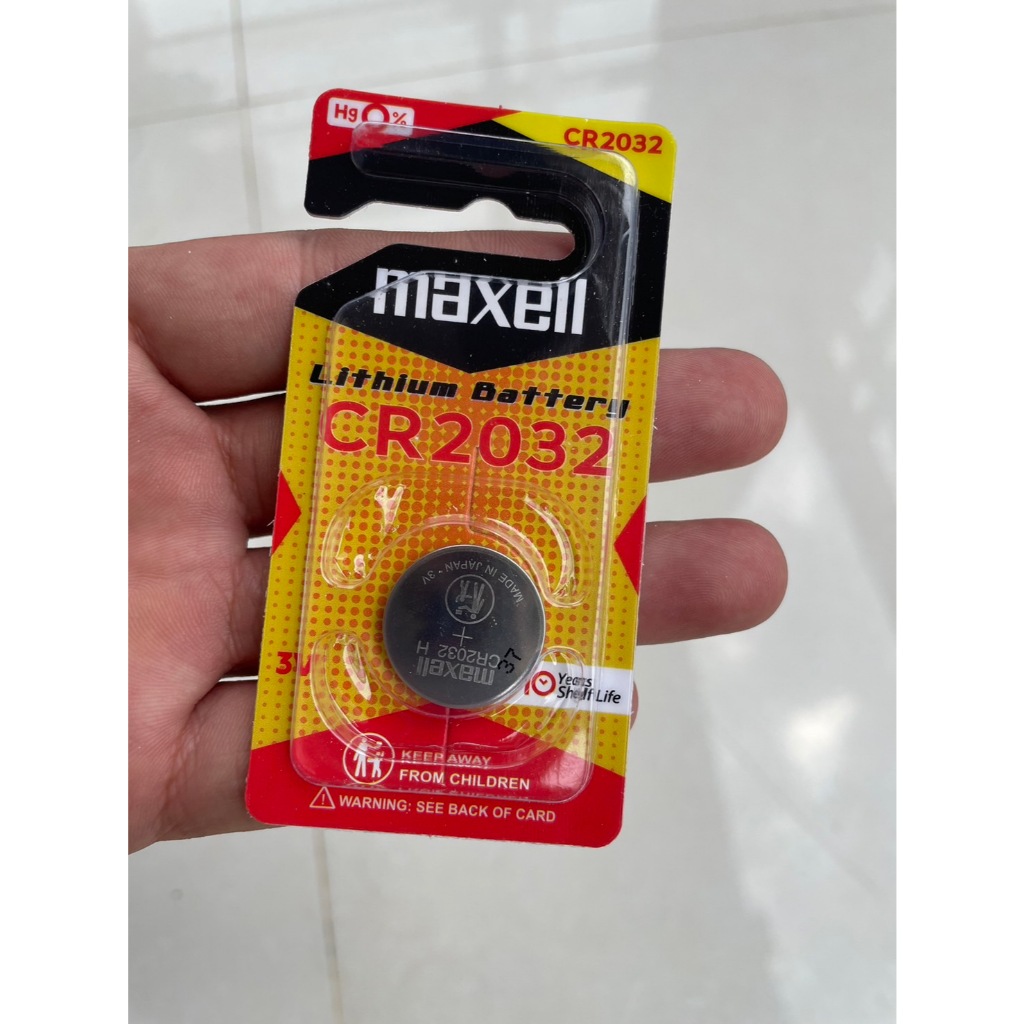 Hg 0%
CR2032
maxell
Lithium Battery
CR2032
MADE IN JAPAN · 3V
+
CR2032 H
maxell
37
3V
10 Years
Shelf Life
KEEP AWAY
FROM CHILDREN
WARNING: SEE BACK OF CARD